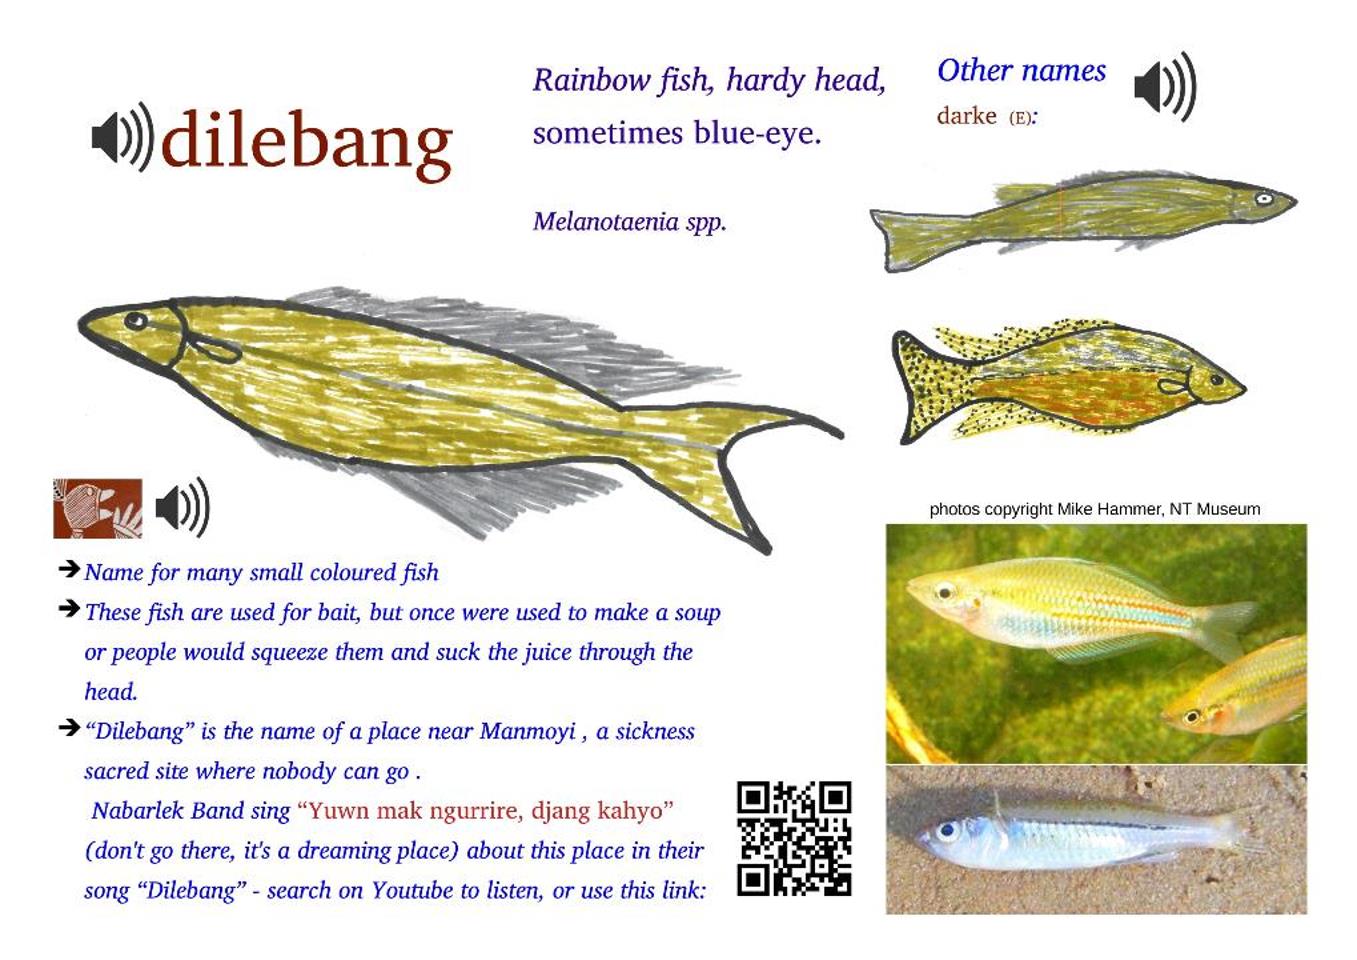 dilebang
Rainbow fish, hardy head,
sometimes blue-eye.
Melanotaenia spp.
Other names
darke (E):
photos copyright Mike Hammer, NT Museum
➔ Name for many small coloured fish
➔ These fish are used for bait, but once were used to make a soup
or people would squeeze them and suck the juice through the
head.
➔ “Dilebang” is the name of a place near Manmoyi , a sickness
sacred site where nobody can go .
Nabarlek Band sing “Yuwn mak ngurrire, djang kahyo”
(don't go there, it's a dreaming place) about this place in their
song “Dilebang” - search on Youtube to listen, or use this link: